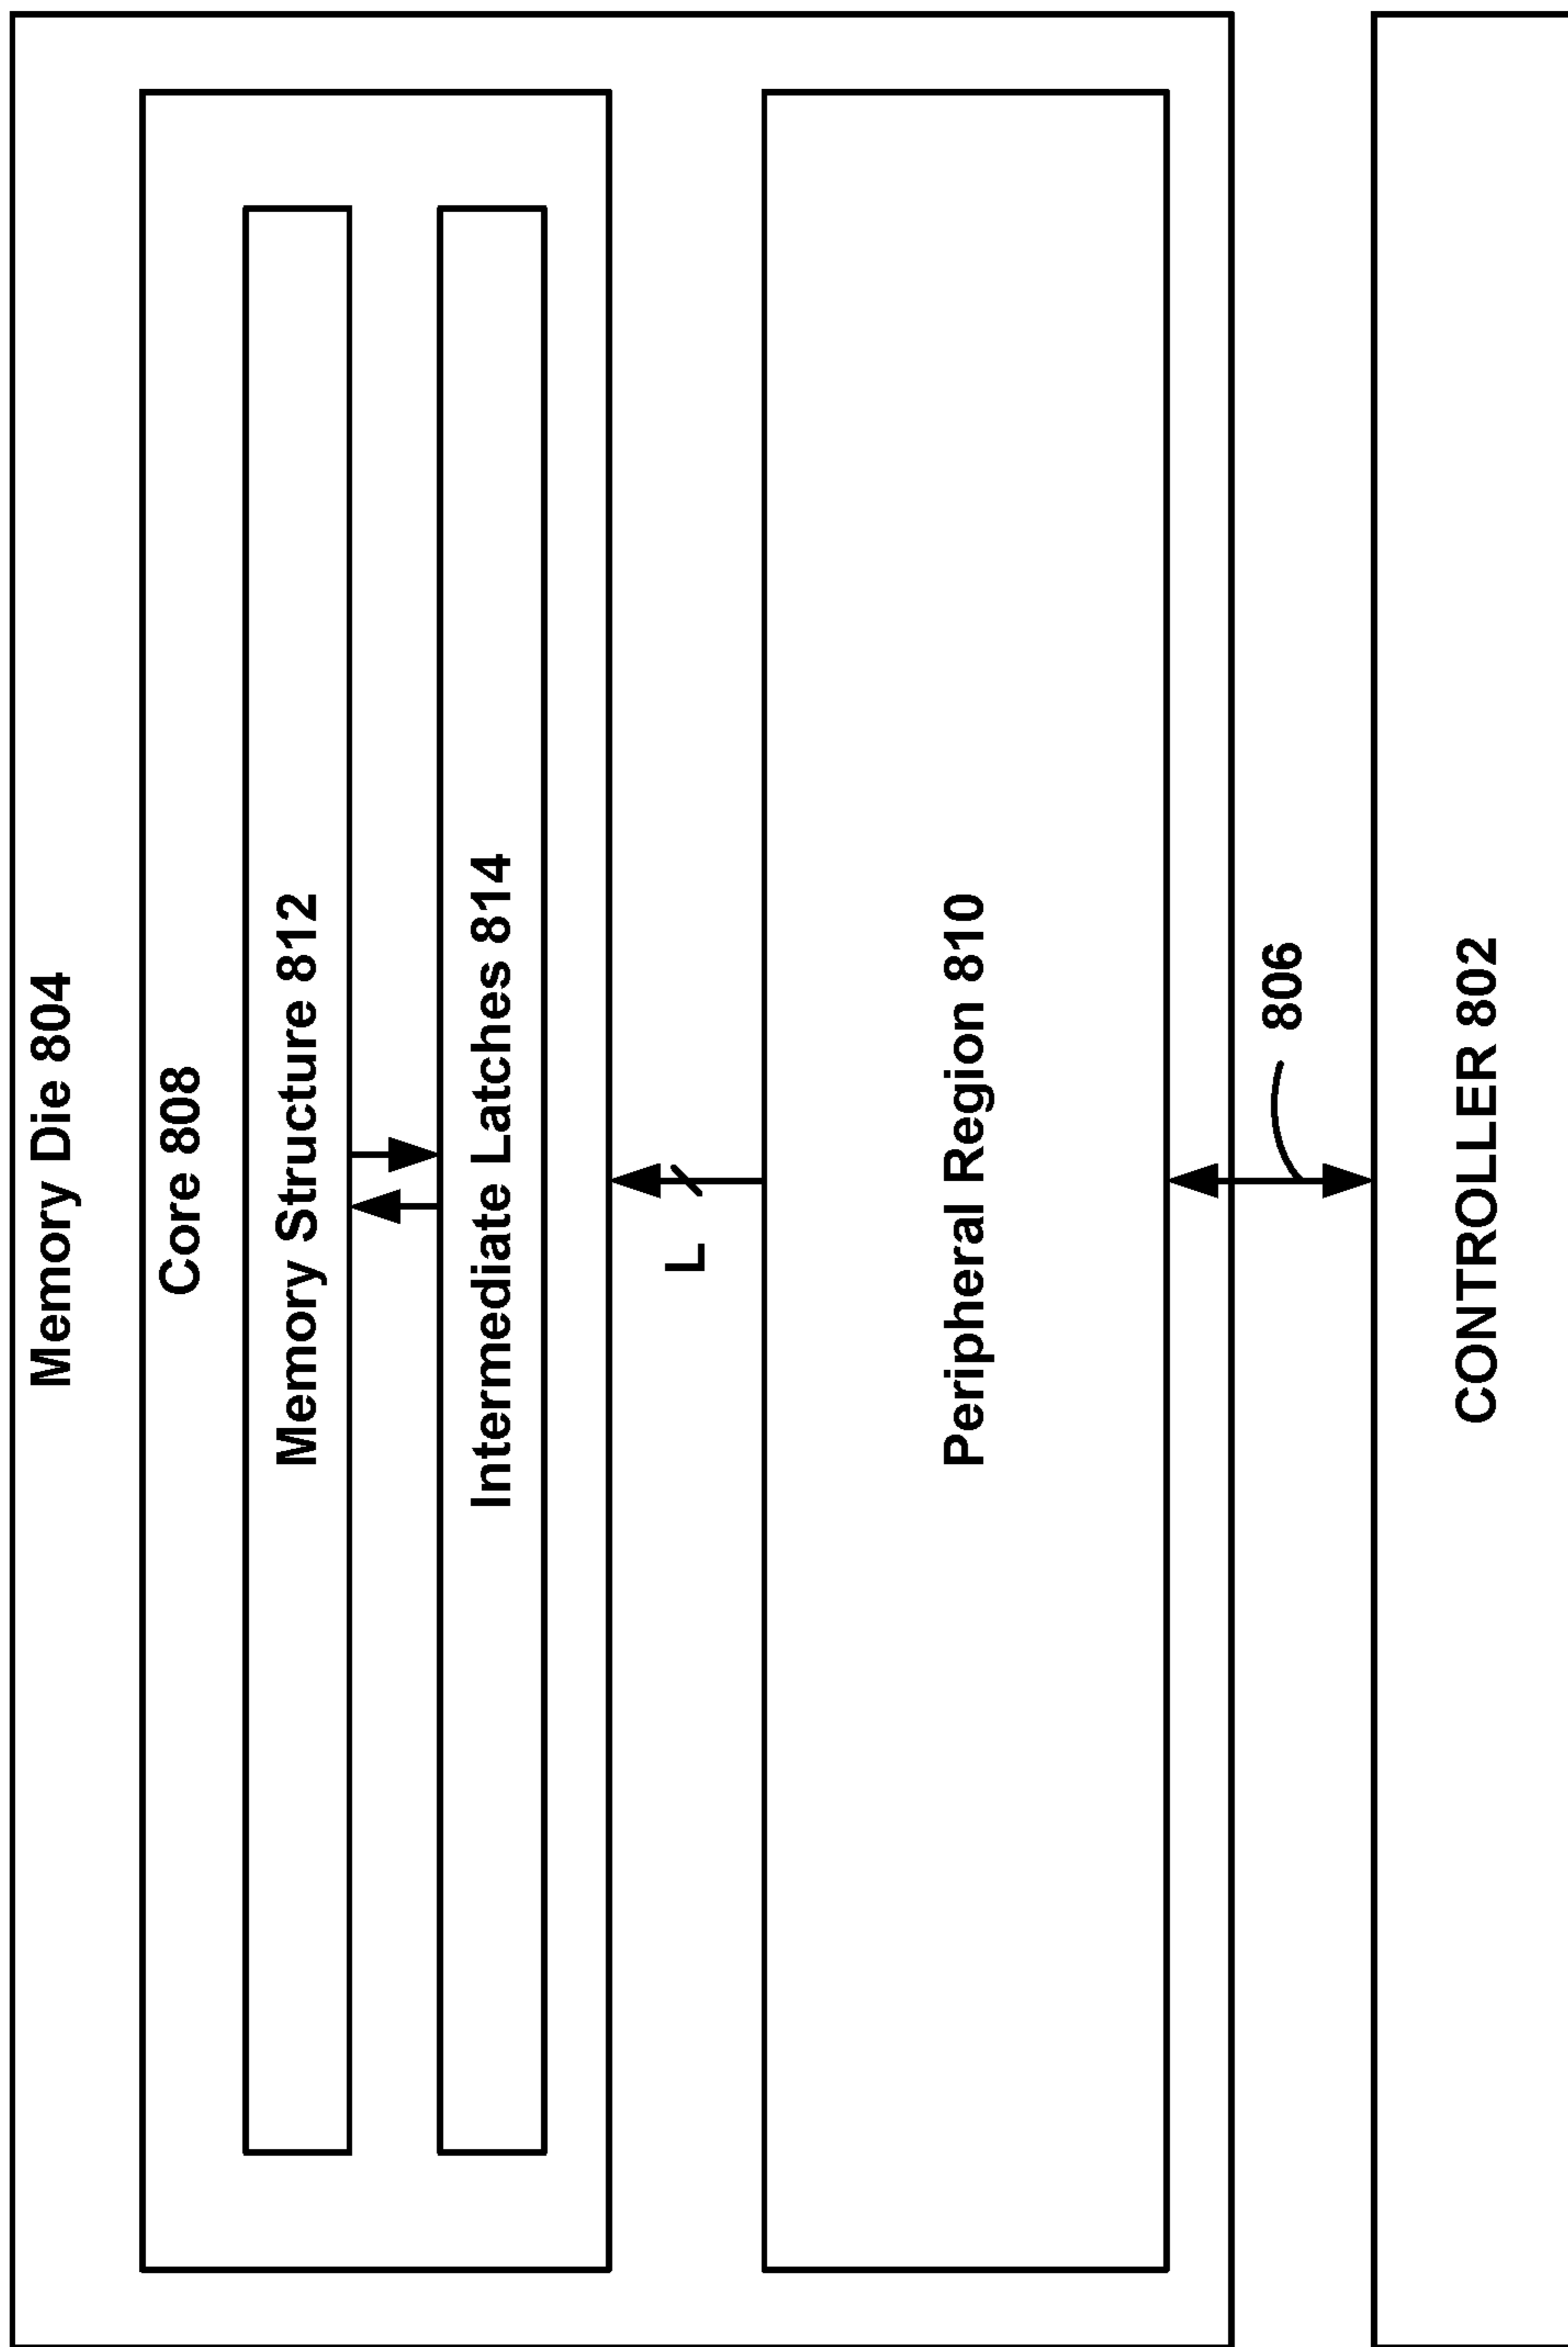 Memory Die 804
Core 808
Memory Structure 812
Intermediate Latches 814
L
Peripheral Region 810
806
CONTROLLER 802